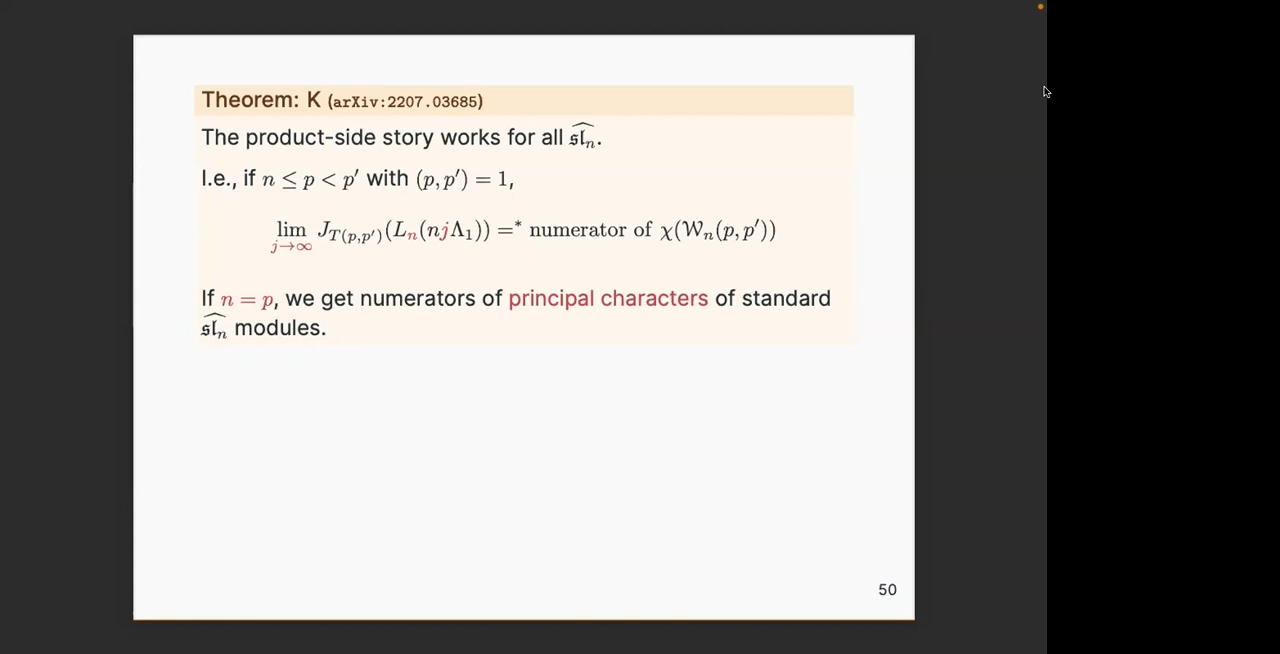 Theorem: K (arXiv:2207.03685)
The product-side story works for all $\widehat{\mathfrak{sl}_n}$.
I.e., if $n \leq p < p'$ with $(p, p') = 1$,
$\lim_{j \to \infty} J_{T(p,p')}(L_n(nj\Lambda_1)) =^* \text{numerator of } \chi(\mathcal{W}_n(p, p'))$
If $n = p$, we get numerators of principal characters of standard
$\widehat{\mathfrak{sl}_n}$ modules.
50